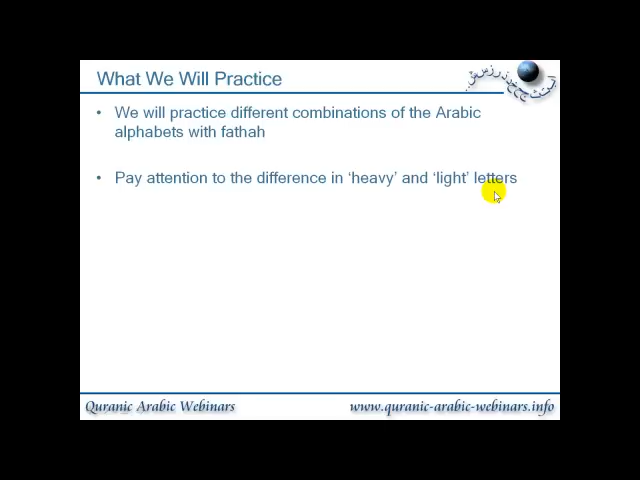 What We Will Practice
• We will practice different combinations of the Arabic
alphabets with fathah
• Pay attention to the difference in ‘heavy’ and ‘light’ letters
Quranic Arabic Webinars
www.quranic-arabic-webinars.info